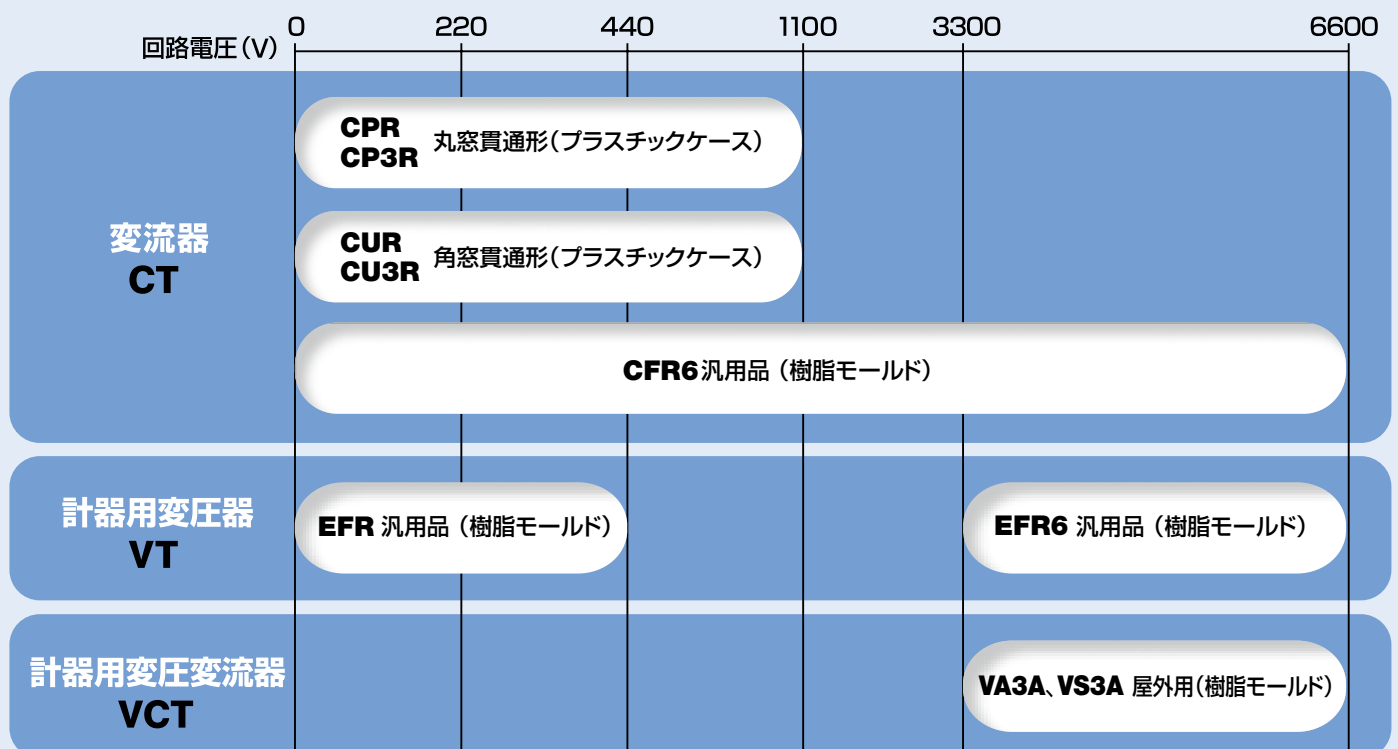 0 220 440 1100 3300 6600
回路電圧(V)
CPR
CP3R
丸窓貫通形(プラスチックケース)
変流器
CT
CUR
CU3R
角窓貫通形(プラスチックケース)
CFR6汎用品(樹脂モールド)
計器用変圧器
VT
EFR 汎用品(樹脂モールド)
EFR6 汎用品(樹脂モールド)
計器用変圧変流器
VCT
VA3A、VS3A 屋外用(樹脂モールド)